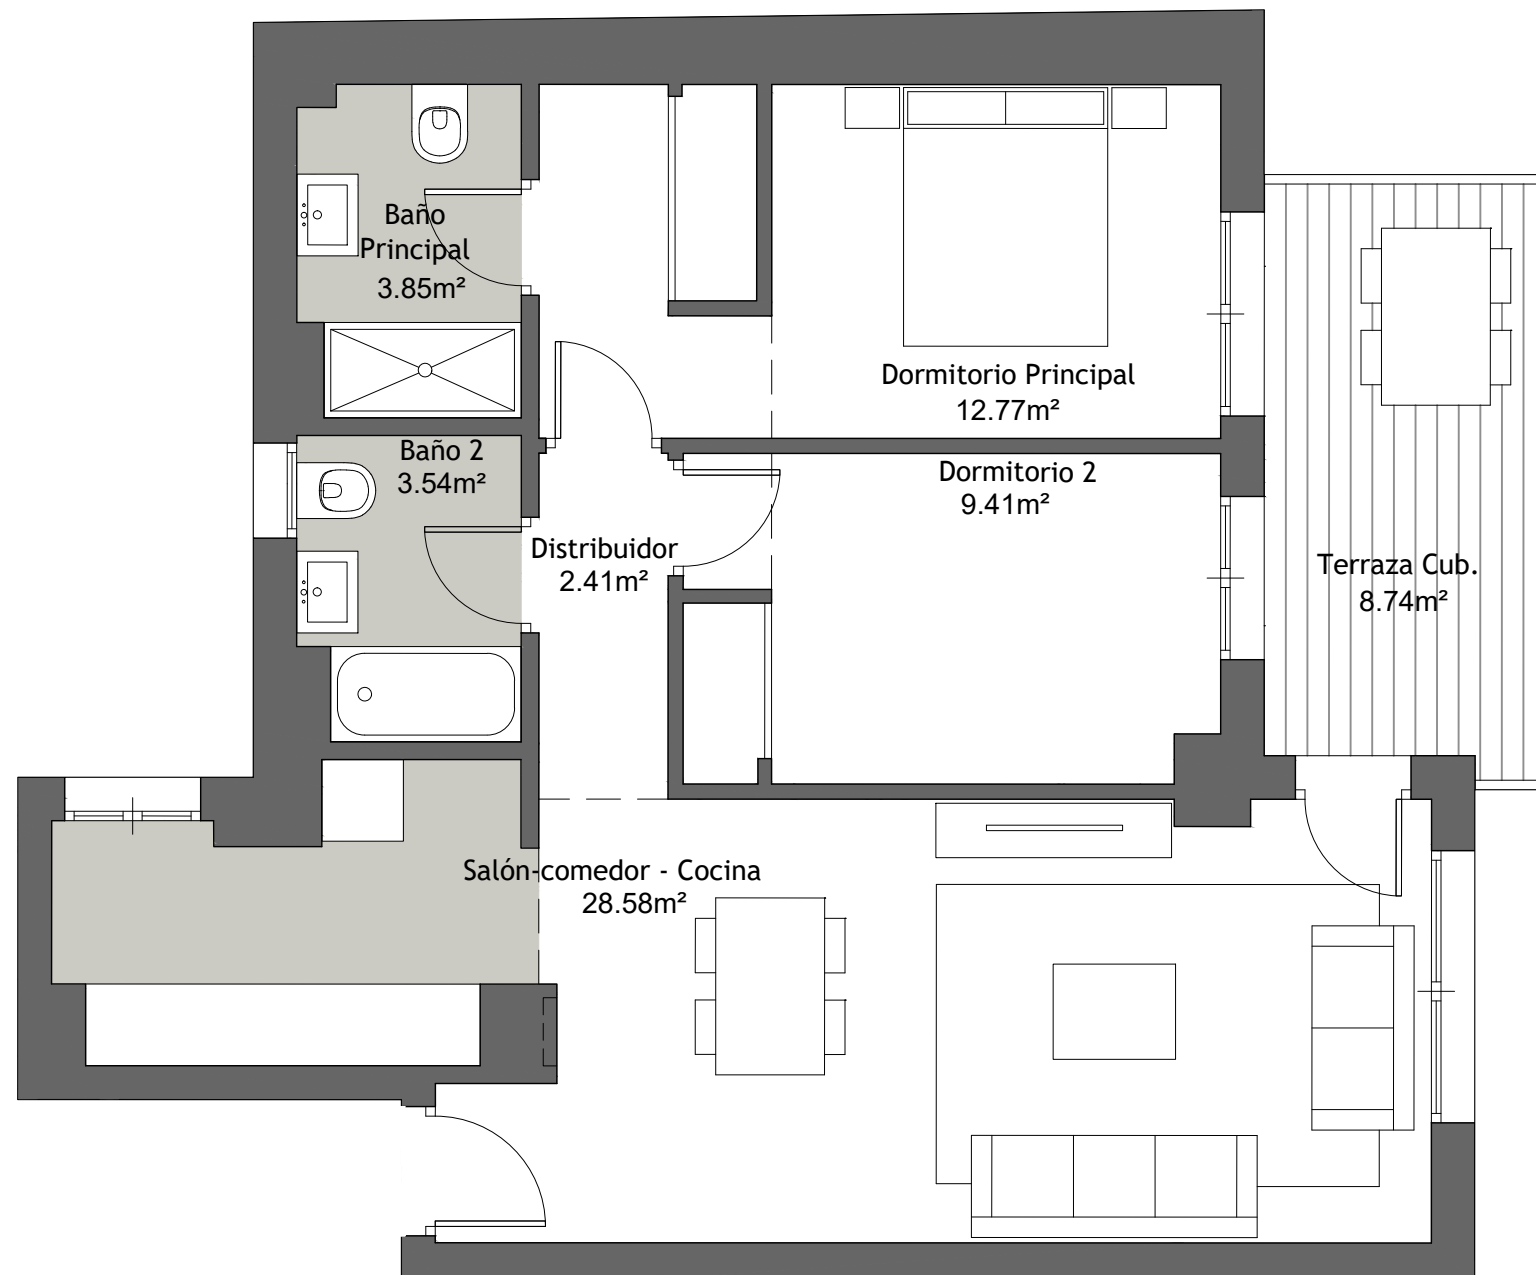 Baño
Principal
3.85m²
Dormitorio Principal
12.77m²
Baño 2
3.54m²
Dormitorio 2
9.41m²
Distribuidor
2.41m²
Terraza Cub.
8.74m²
Salón-comedor - Cocina
28.58m²